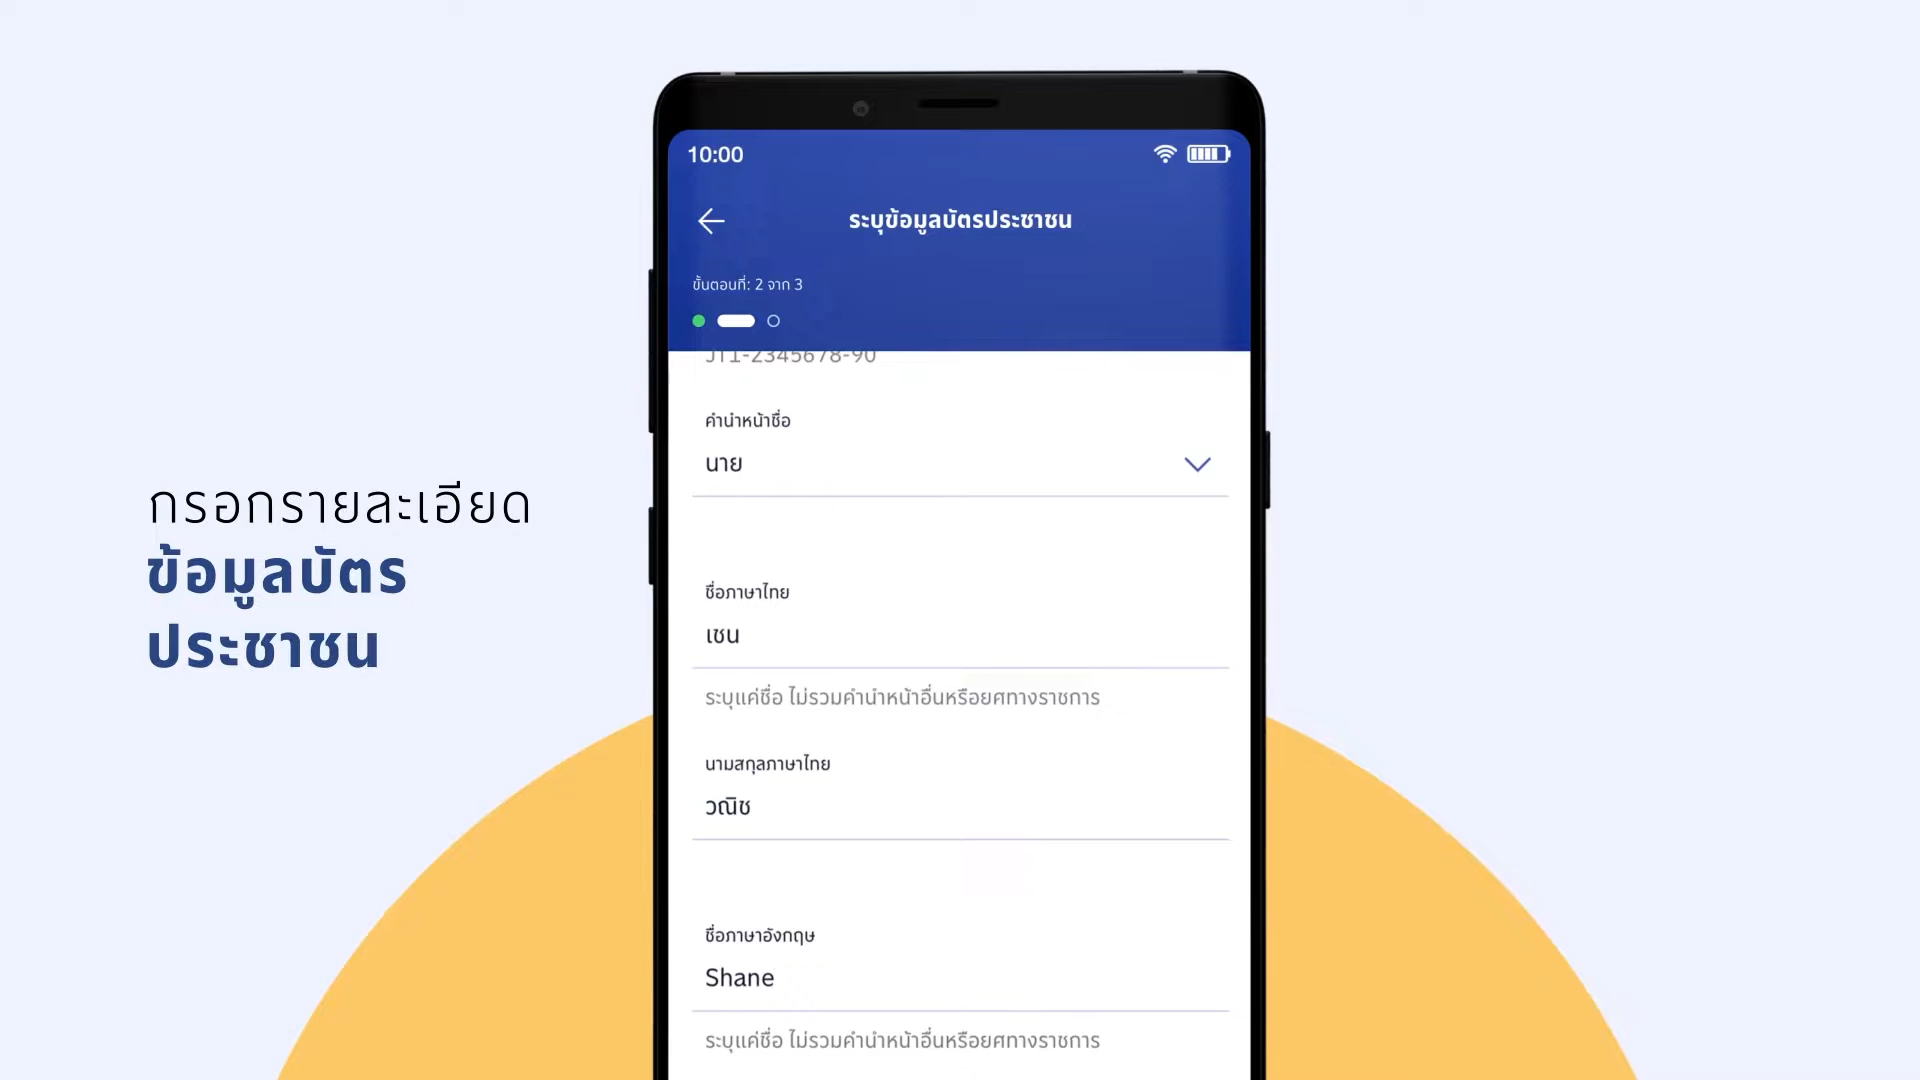 กรอกรายละเอียด
ข้อมูลบัตร
ประชาชน
10:00
ระบุข้อมูลบัตรประชาชน
ขั้นตอนที่: 2 จาก 3
JT1-2345678-90
คำนำหน้าชื่อ
นาย
ชื่อภาษาไทย
เชน
ระบุแค่ชื่อ ไม่รวมคำนำหน้าอื่นหรือยศทางราชการ
นามสกุลภาษาไทย
วณิช
ชื่อภาษาอังกฤษ
Shane
ระบุแค่ชื่อ ไม่รวมคำนำหน้าอื่นหรือยศทางราชการ